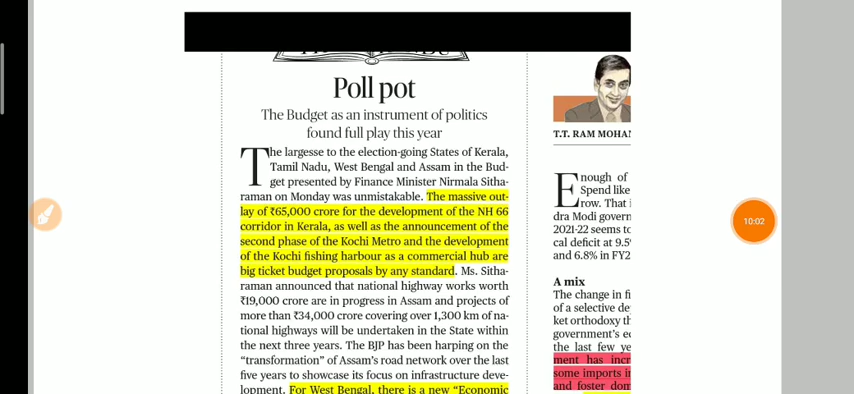 Poll pot
The Budget as an instrument of politics
found full play this year
The largesse to the election-going States of Kerala,
Tamil Nadu, West Bengal and Assam in the Bud-
get presented by Finance Minister Nirmala Sitha-
raman on Monday was unmistakable. The massive out-
lay of ₹65,000 crore for the development of the NH 66
corridor in Kerala, as well as the announcement of the
second phase of the Kochi Metro and the development
of the Kochi fishing harbour as a commercial hub are
big ticket budget proposals by any standard. Ms. Sitha-
raman announced that national highway works worth
₹19,000 crore are in progress in Assam and projects of
more than ₹34,000 crore covering over 1,300 km of na-
tional highways will be undertaken in the State within
the next three years. The BJP has been harping on the
“transformation” of Assam’s road network over the last
five years to showcase its focus on infrastructure deve-
lopment. For West Bengal, there is a new “Economic
T.T. RAM MOHAN
Enough of
Spend like
row. That i
dra Modi govern
2021-22 seems to
cal deficit at 9.5
and 6.8% in FY2
A mix
The change in fi
of a selective de
ket orthodoxy th
government’s ec
the last few ye
ment has incr
some imports in
and foster dom
10:02